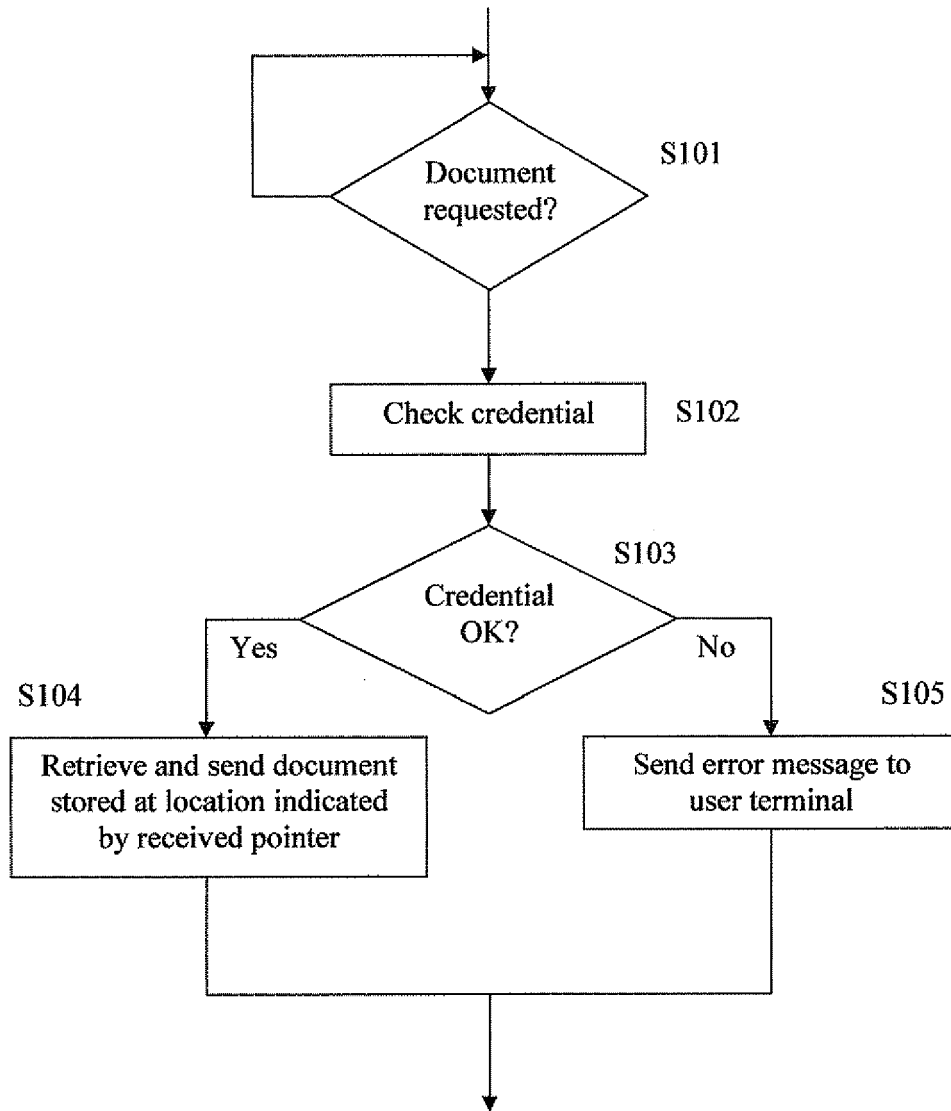 S101
Document
requested?
Check credential
S102
S103
Credential
OK?
Yes
No
S104
S105
Retrieve and send document
stored at location indicated
by received pointer
Send error message to
user terminal